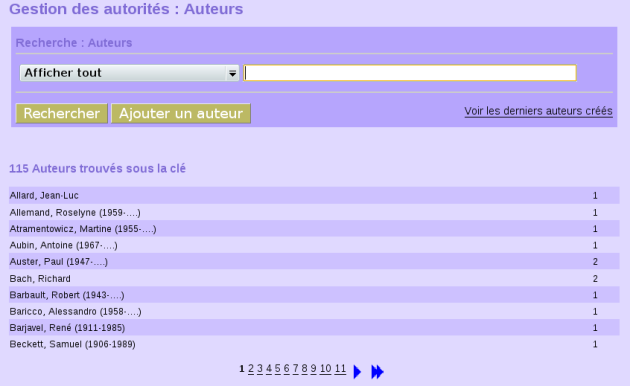 Gestion des autorités : Auteurs
Recherche : Auteurs
Afficher tout
Rechercher Ajouter un auteur Voir les derniers auteurs créés
115 Auteurs trouvés sous la clé
Allard, Jean-Luc 1
Allemand, Roselyne (1959-....) 1
Atramentowicz, Martine (1955-....) 1
Aubin, Antoine (1967-....) 1
Auster, Paul (1947-....) 2
Bach, Richard 2
Barbault, Robert (1943-....) 1
Baricco, Alessandro (1958-....) 1
Barjavel, René (1911-1985) 1
Beckett, Samuel (1906-1989) 1
1 2 3 4 5 6 7 8 9 10 11